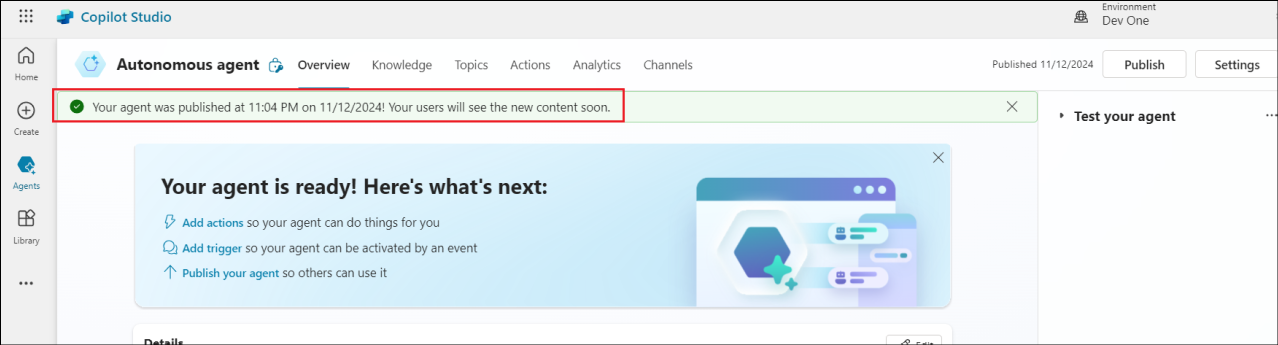 Copilot Studio
Environment
Dev One
Home
Create
Agents
Library
Autonomous agent
Overview
Knowledge
Topics
Actions
Analytics
Channels
Published 11/12/2024
Publish
Settings
Your agent was published at 11:04 PM on 11/12/2024! Your users will see the new content soon.
Test your agent
Your agent is ready! Here's what's next:
Add actions so your agent can do things for you
Add trigger so your agent can be activated by an event
Publish your agent so others can use it
Details
Edit